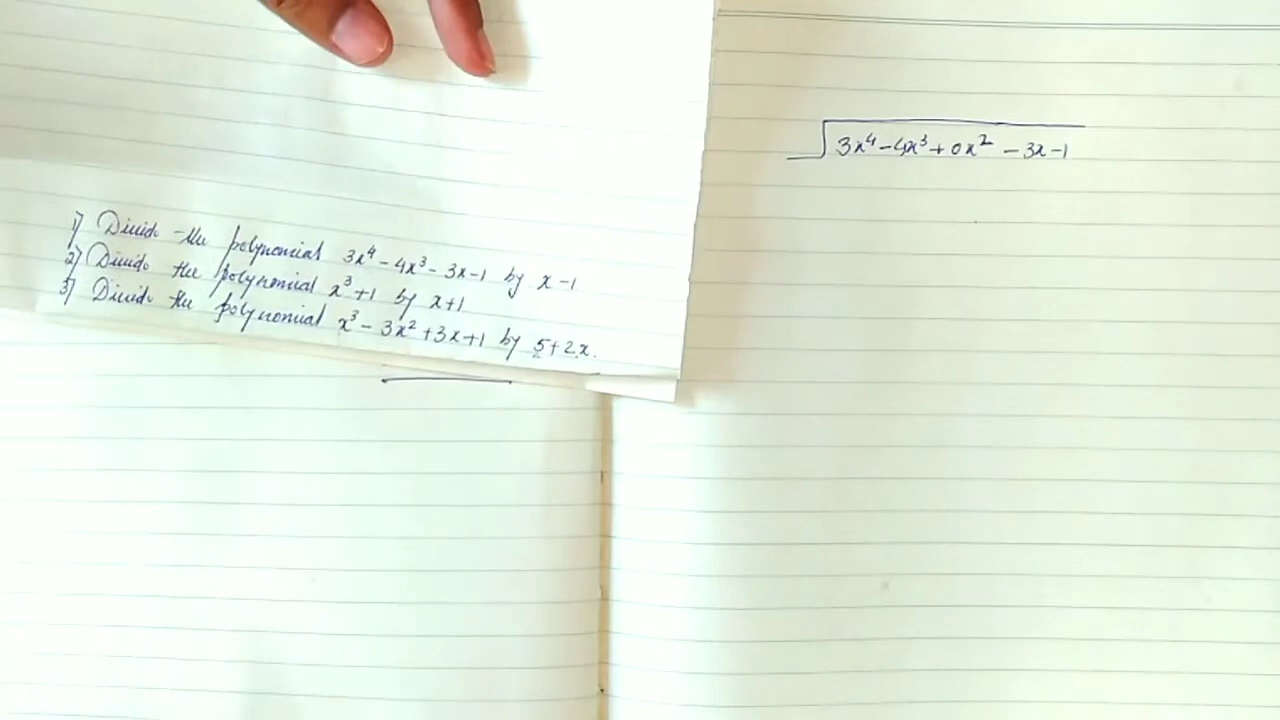 1) Divide the polynomial 3x⁴ - 4x³ - 3x - 1 by x - 1
2) Divide the polynomial x³ + 1 by x + 1
3) Divide the polynomial x³ - 3x² + 3x + 1 by 5 + 2x.
3x⁴ - 4x³ + 0x² - 3x - 1